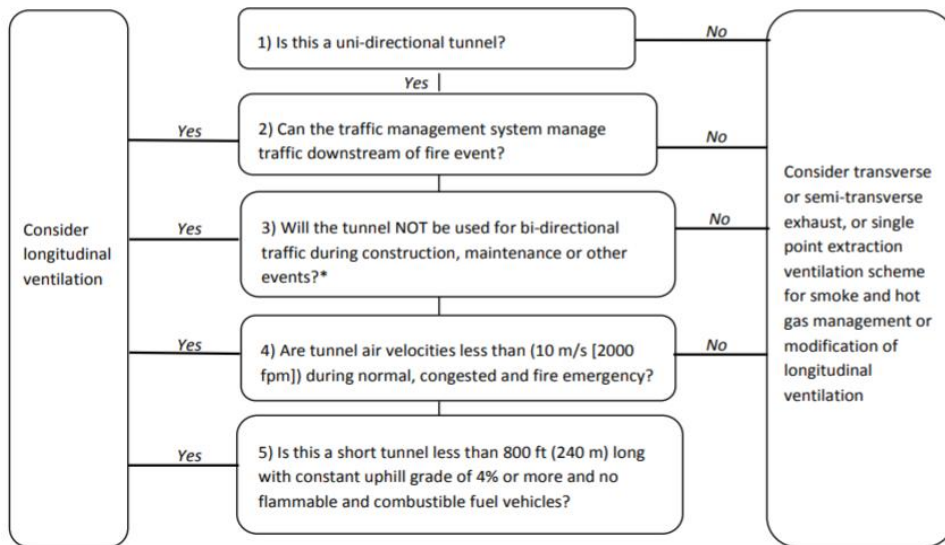 1) Is this a uni-directional tunnel?
No
Yes
2) Can the traffic management system manage
traffic downstream of fire event?
Yes
No
3) Will the tunnel NOT be used for bi-directional
traffic during construction, maintenance or other
events?*
Yes
No
4) Are tunnel air velocities less than (10 m/s [2000
fpm]) during normal, congested and fire emergency?
Yes
No
5) Is this a short tunnel less than 800 ft (240 m) long
with constant uphill grade of 4% or more and no
flammable and combustible fuel vehicles?
Yes
Consider
longitudinal
ventilation
Consider transverse
or semi-transverse
exhaust, or single
point extraction
ventilation scheme
for smoke and hot
gas management or
modification of
longitudinal
ventilation